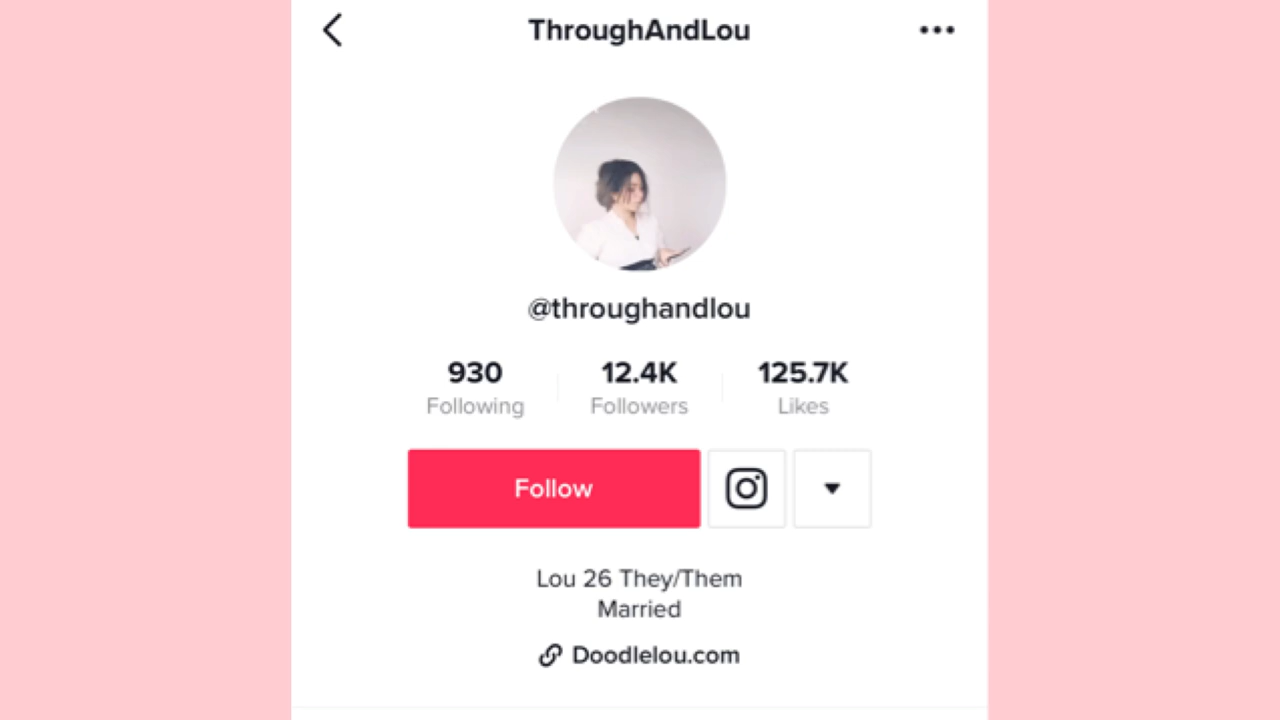 ThroughAndLou
@throughandlou
930 12.4K 125.7K
Following Followers Likes
Follow
Lou 26 They/Them
Married
Doodlelou.com